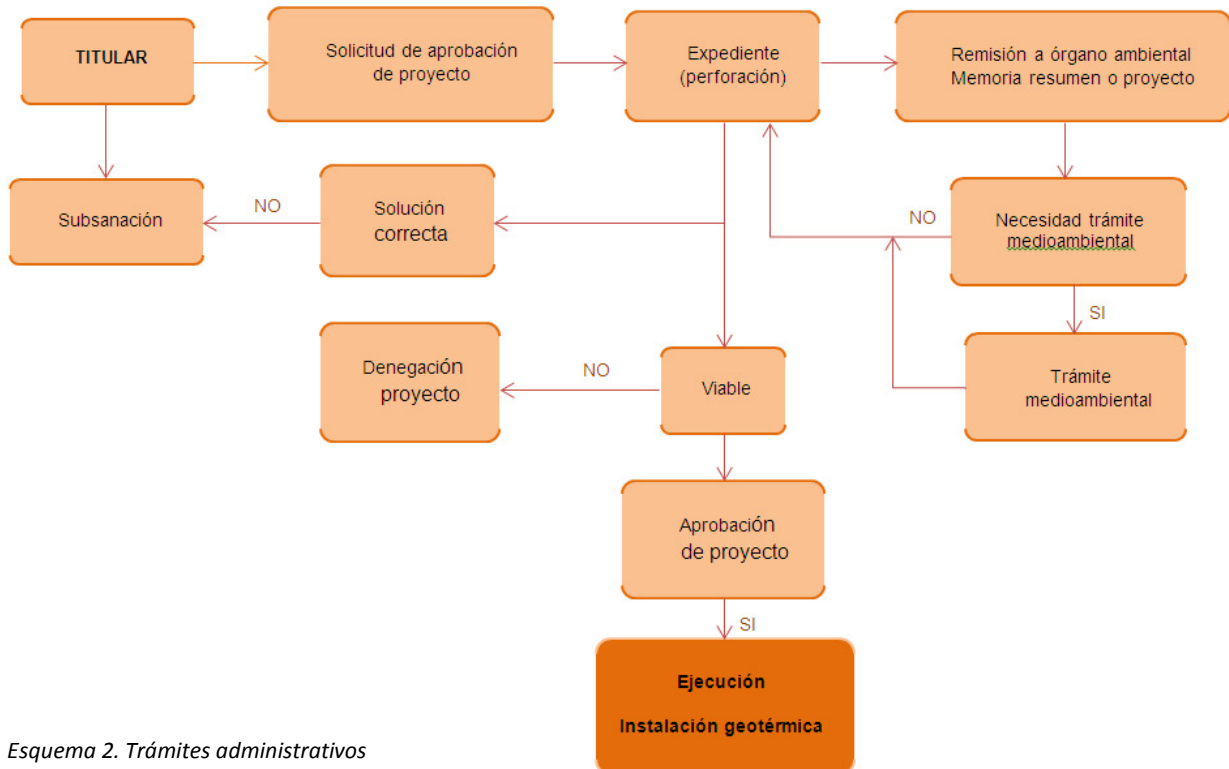 TITULAR
Solicitud de aprobación
de proyecto
Expediente
(perforación)
Remisión a órgano ambiental
Memoria resumen o proyecto
Subsanación
NO
Solución
correcta
NO
Necesidad trámite
medioambiental
SI
Denegación
proyecto
NO
Viable
Trámite
medioambiental
Aprobación
de proyecto
SI
Ejecución
Instalación geotérmica
Esquema 2. Trámites administrativos